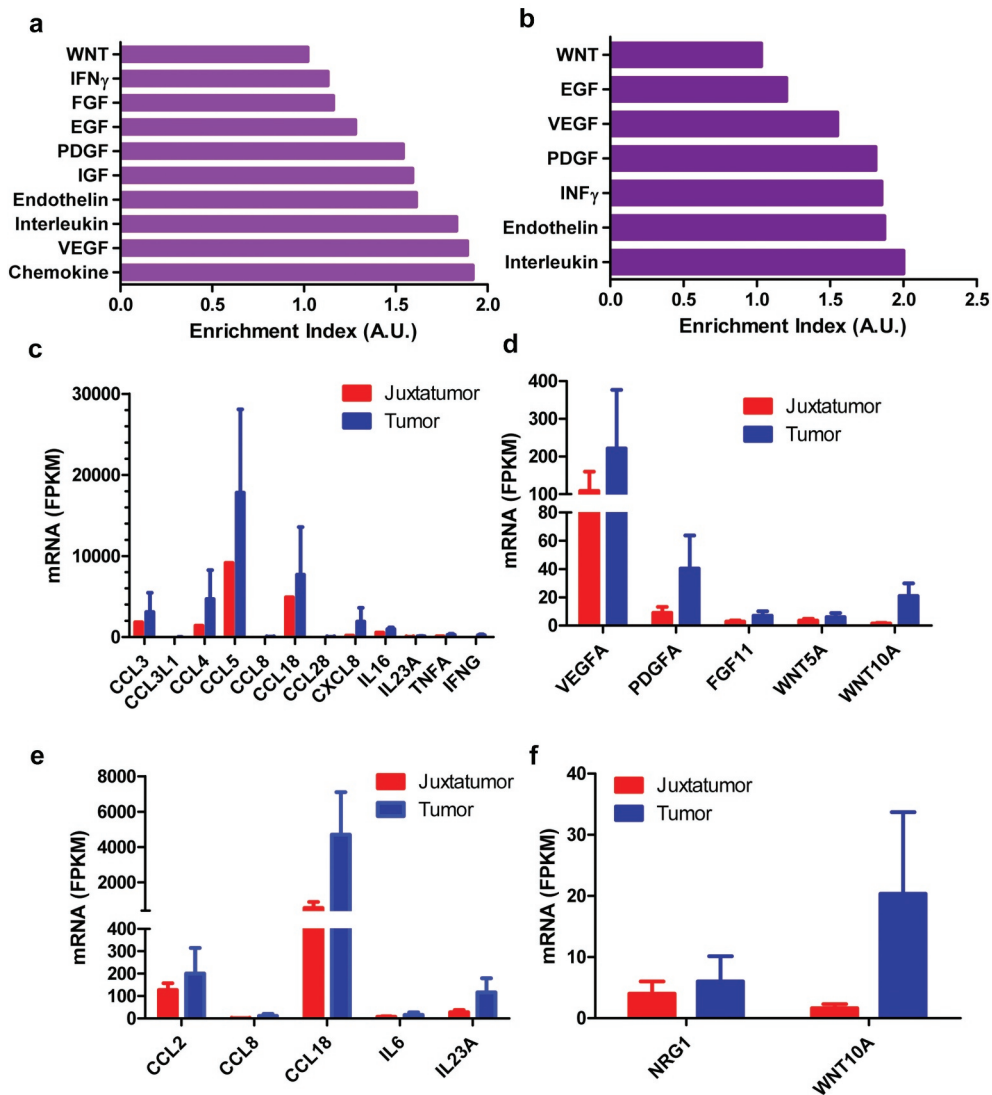 a
WNT
IFNγ
FGF
EGF
PDGF
IGF
Endothelin
Interleukin
VEGF
Chemokine
0.0 0.5 1.0 1.5 2.0
Enrichment Index (A.U.)
b
WNT
EGF
VEGF
PDGF
INFγ
Endothelin
Interleukin
0.0 0.5 1.0 1.5 2.0 2.5
Enrichment Index (A.U.)
c
mRNA (FPKM)
30000
20000
10000
0
Juxtatumor
Tumor
CCL3 CCL3L1 CCL4 CCL5 CCL8 CCL18 CCL28 CXCL8 IL16 IL23A TNFA IFNG
d
mRNA (FPKM)
400
300
200
100
80
60
40
20
0
Juxtatumor
Tumor
VEGFA PDGFA FGF11 WNT5A WNT10A
e
mRNA (FPKM)
8000
6000
4000
2000
400
300
200
100
0
Juxtatumor
Tumor
CCL2 CCL8 CCL18 IL6 IL23A
f
mRNA (FPKM)
40
30
20
10
0
Juxtatumor
Tumor
NRG1 WNT10A